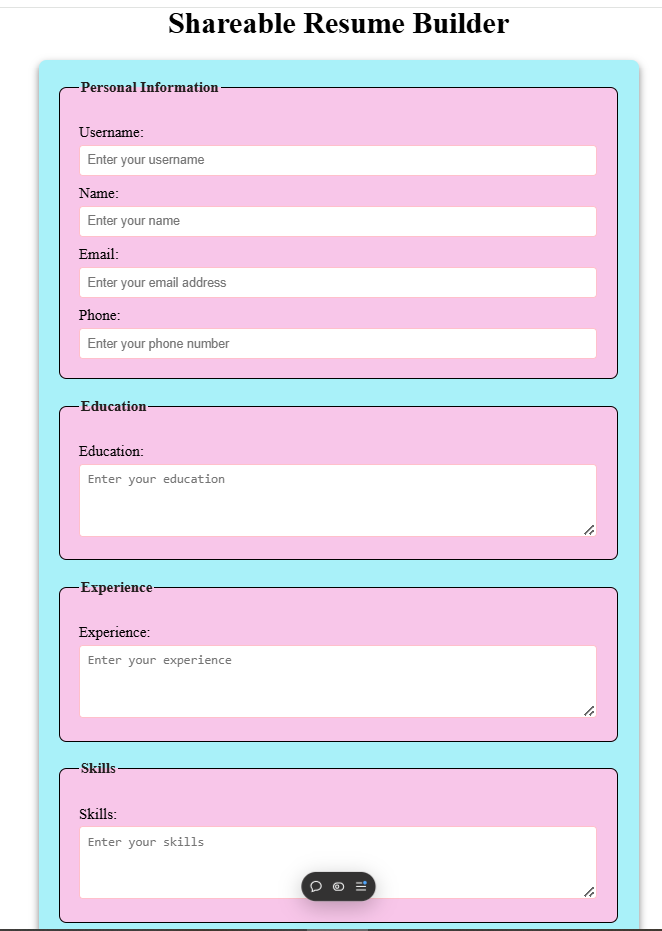 Shareable Resume Builder
Personal Information
Username:
Enter your username
Name:
Enter your name
Email:
Enter your email address
Phone:
Enter your phone number
Education
Education:
Enter your education
Experience
Experience:
Enter your experience
Skills
Skills:
Enter your skills